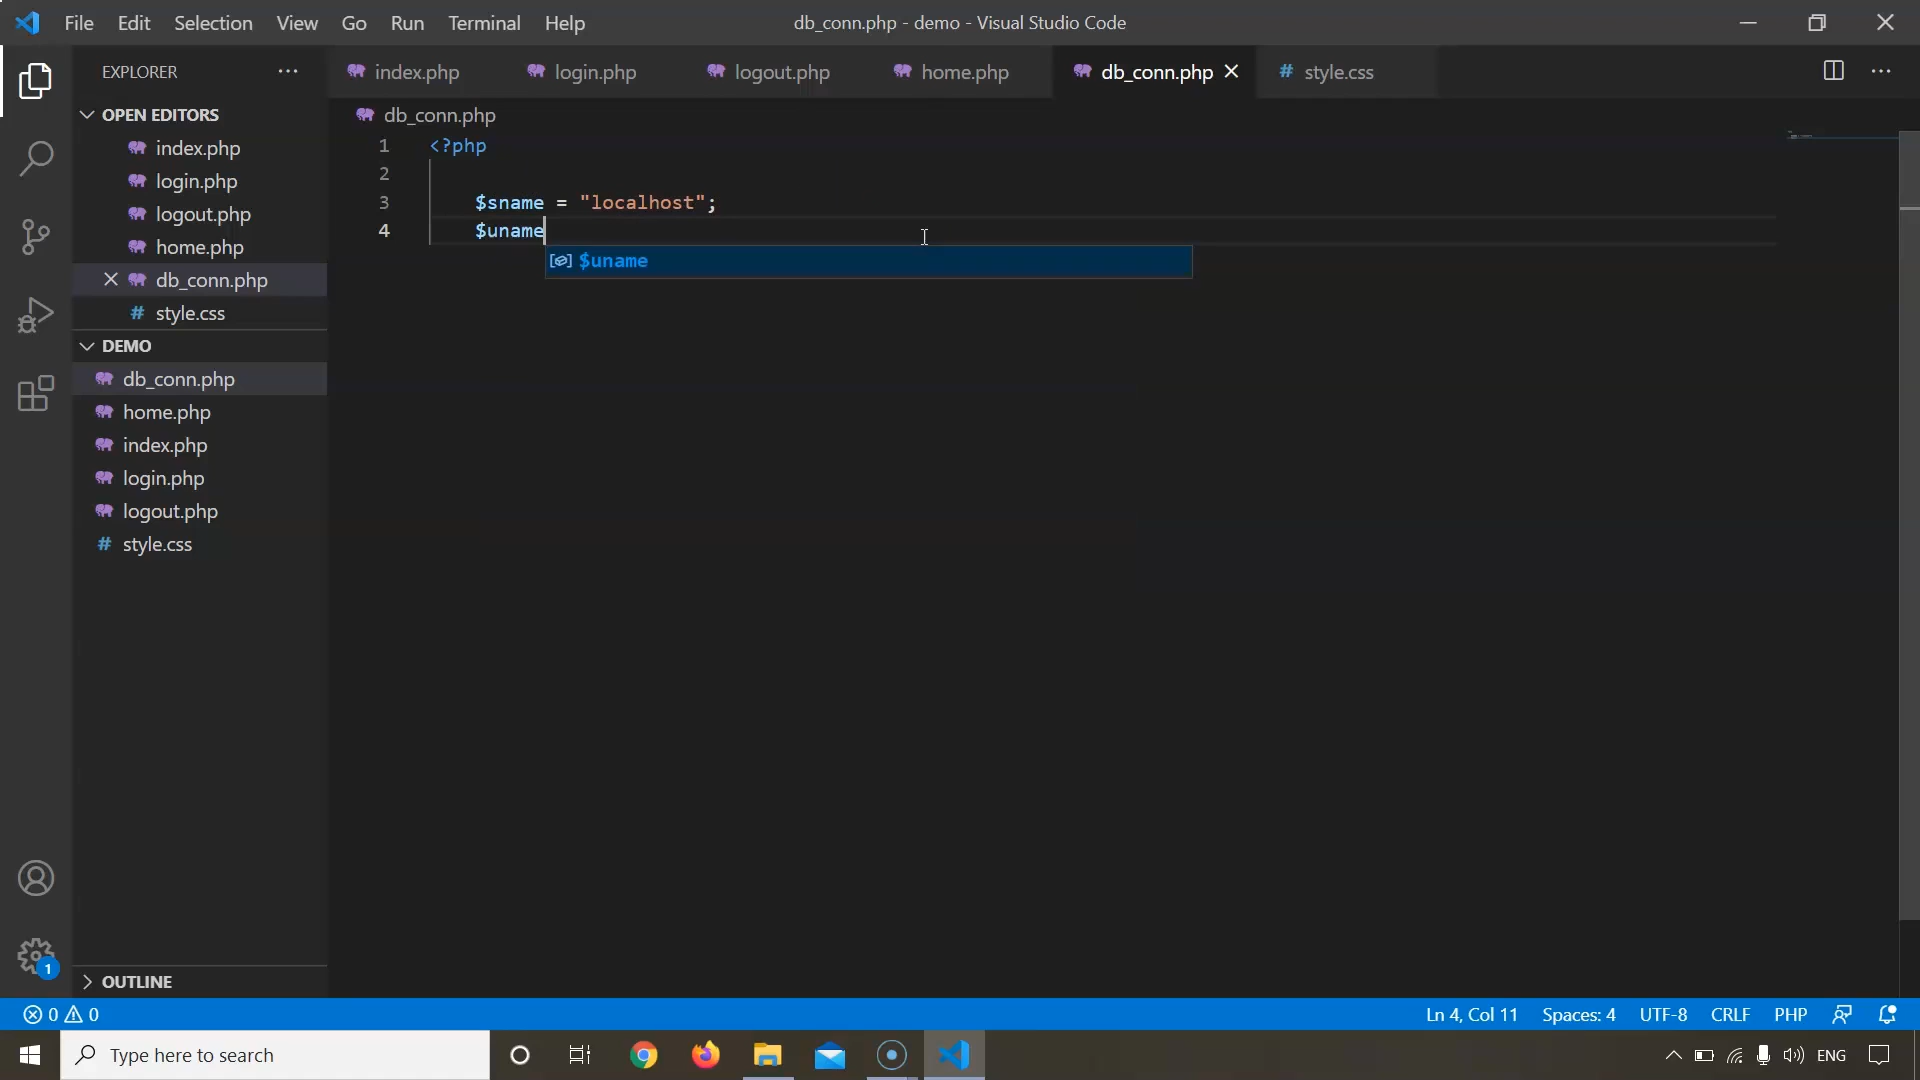 File Edit Selection View Go Run Terminal Help
db_conn.php - demo - Visual Studio Code
EXPLORER
index.php login.php logout.php home.php db_conn.php # style.css
OPEN EDITORS
index.php
login.php
logout.php
home.php
db_conn.php
# style.css
DEMO
db_conn.php
home.php
index.php
login.php
logout.php
# style.css
OUTLINE
db_conn.php
1 <?php
2
3 $sname = "localhost";
4 $uname
$uname
1
0 0
Ln 4, Col 11 Spaces: 4 UTF-8 CRLF PHP
Type here to search
ENG